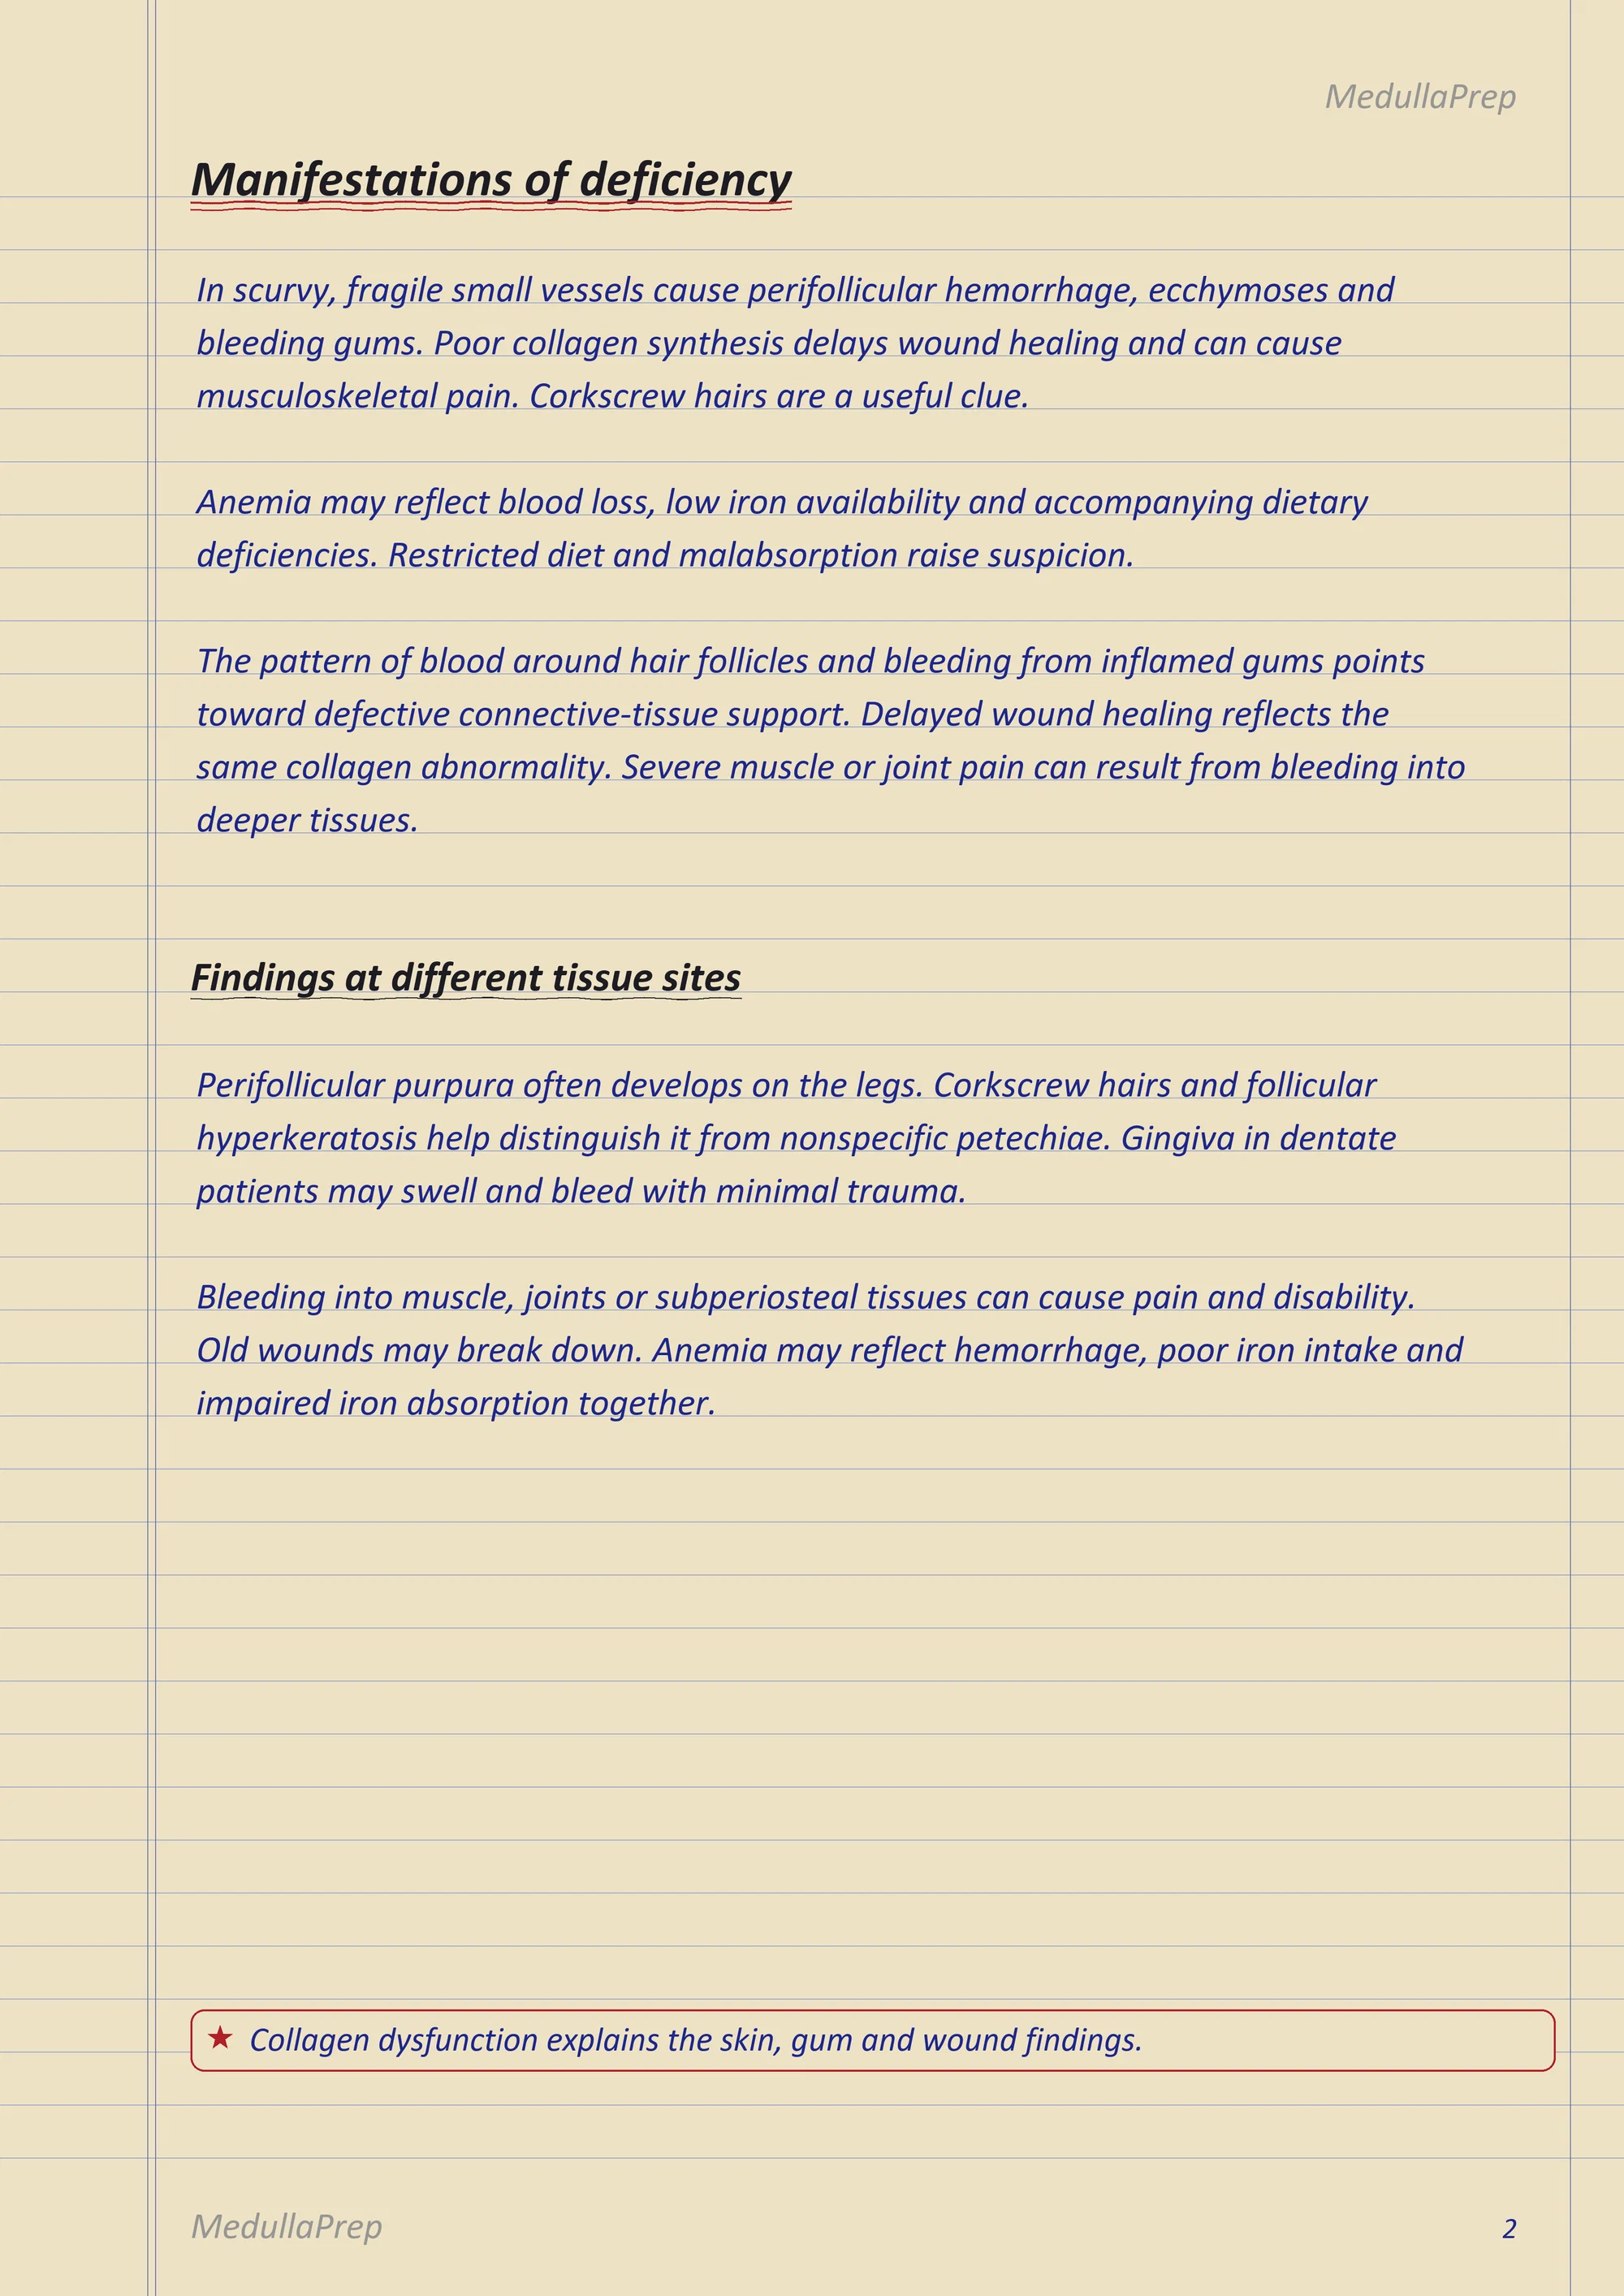 MedullaPrep
Manifestations of deficiency
In scurvy, fragile small vessels cause perifollicular hemorrhage, ecchymoses and
bleeding gums. Poor collagen synthesis delays wound healing and can cause
musculoskeletal pain. Corkscrew hairs are a useful clue.
Anemia may reflect blood loss, low iron availability and accompanying dietary
deficiencies. Restricted diet and malabsorption raise suspicion.
The pattern of blood around hair follicles and bleeding from inflamed gums points
toward defective connective-tissue support. Delayed wound healing reflects the
same collagen abnormality. Severe muscle or joint pain can result from bleeding into
deeper tissues.
Findings at different tissue sites
Perifollicular purpura often develops on the legs. Corkscrew hairs and follicular
hyperkeratosis help distinguish it from nonspecific petechiae. Gingiva in dentate
patients may swell and bleed with minimal trauma.
Bleeding into muscle, joints or subperiosteal tissues can cause pain and disability.
Old wounds may break down. Anemia may reflect hemorrhage, poor iron intake and
impaired iron absorption together.
★ Collagen dysfunction explains the skin, gum and wound findings.
MedullaPrep
2